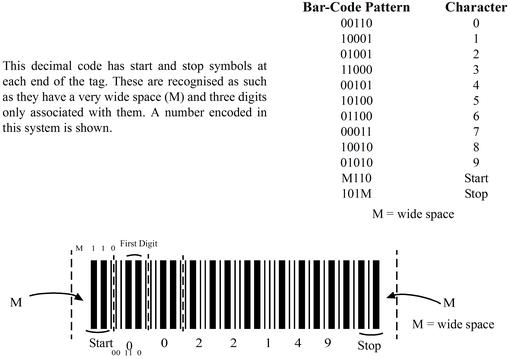 This decimal code has start and stop symbols at
each end of the tag. These are recognised as such
as they have a very wide space (M) and three digits
only associated with them. A number encoded in
this system is shown.
Bar-Code Pattern Character
00110 0
10001 1
01001 2
11000 3
00101 4
10100 5
01100 6
00011 7
10010 8
01010 9
M110 Start
101M Stop
M = wide space
M 1 1 0 First Digit
M
M
M = wide space
Start 0 0 2 2 1 4 9 Stop
00 11 0